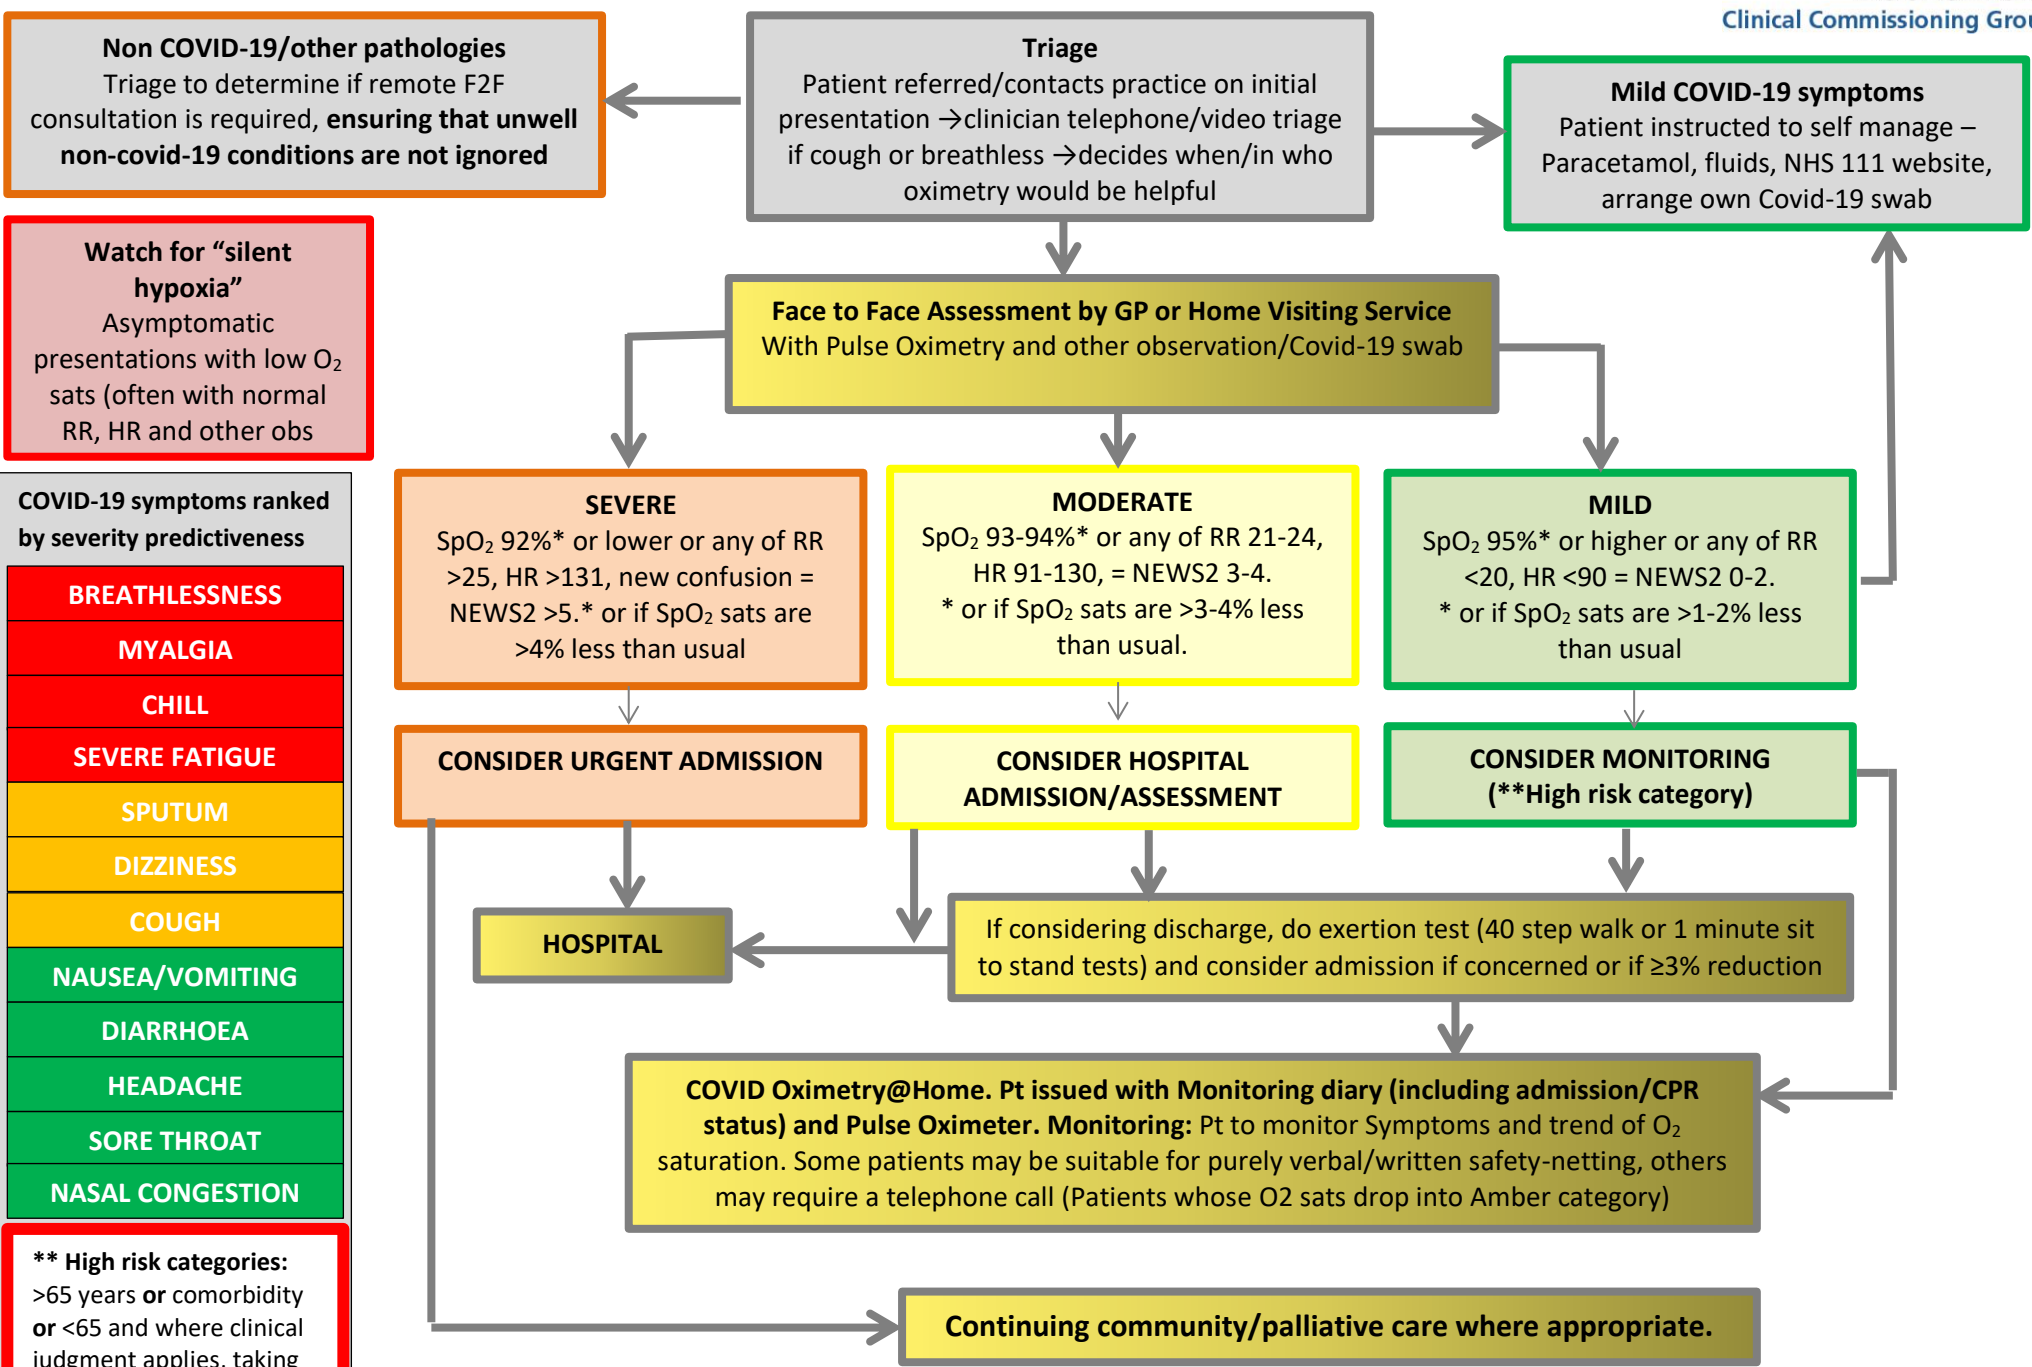 Clinical Commissioning Grou
Non COVID-19/other pathologies
Triage to determine if remote F2F
consultation is required, ensuring that unwell
non-covid-19 conditions are not ignored
Triage
Patient referred/contacts practice on initial
presentation →clinician telephone/video triage
if cough or breathless →decides when/in who
oximetry would be helpful
Mild COVID-19 symptoms
Patient instructed to self manage –
Paracetamol, fluids, NHS 111 website,
arrange own Covid-19 swab
Watch for “silent
hypoxia”
Asymptomatic
presentations with low O₂
sats (often with normal
RR, HR and other obs
Face to Face Assessment by GP or Home Visiting Service
With Pulse Oximetry and other observation/Covid-19 swab
COVID-19 symptoms ranked
by severity predictiveness
BREATHLESSNESS
MYALGIA
CHILL
SEVERE FATIGUE
SPUTUM
DIZZINESS
COUGH
NAUSEA/VOMITING
DIARRHOEA
HEADACHE
SORE THROAT
NASAL CONGESTION
** High risk categories:
>65 years or comorbidity
or <65 and where clinical
judgment applies, taking
SEVERE
SpO₂ 92%* or lower or any of RR
>25, HR >131, new confusion =
NEWS2 >5.* or if SpO₂ sats are
>4% less than usual
MODERATE
SpO₂ 93-94%* or any of RR 21-24,
HR 91-130, = NEWS2 3-4.
* or if SpO₂ sats are >3-4% less
than usual.
MILD
SpO₂ 95%* or higher or any of RR
<20, HR <90 = NEWS2 0-2.
* or if SpO₂ sats are >1-2% less
than usual
CONSIDER URGENT ADMISSION
CONSIDER HOSPITAL
ADMISSION/ASSESSMENT
CONSIDER MONITORING
(**High risk category)
HOSPITAL
If considering discharge, do exertion test (40 step walk or 1 minute sit
to stand tests) and consider admission if concerned or if ≥3% reduction
COVID Oximetry@Home. Pt issued with Monitoring diary (including admission/CPR
status) and Pulse Oximeter. Monitoring: Pt to monitor Symptoms and trend of O₂
saturation. Some patients may be suitable for purely verbal/written safety-netting, others
may require a telephone call (Patients whose O2 sats drop into Amber category)
Continuing community/palliative care where appropriate.